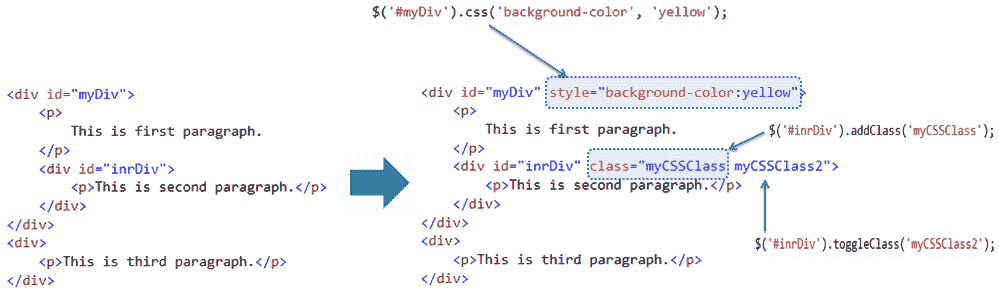 $('#myDiv').css('background-color', 'yellow');
<div id="myDiv">
    <p>
        This is first paragraph.
    </p>
    <div id="inrDiv">
        <p>This is second paragraph.</p>
    </div>
</div>
<div>
    <p>This is third paragraph.</p>
</div>
<div id="myDiv" style="background-color:yellow">
    <p>
        This is first paragraph.
    </p>
    <div id="inrDiv" class="myCSSClass myCSSClass2">
        <p>This is second paragraph.</p>
    </div>
</div>
<div>
    <p>This is third paragraph.</p>
</div>
$('#inrDiv').addClass('myCSSClass');
$('#inrDiv').toggleClass('myCSSClass2');